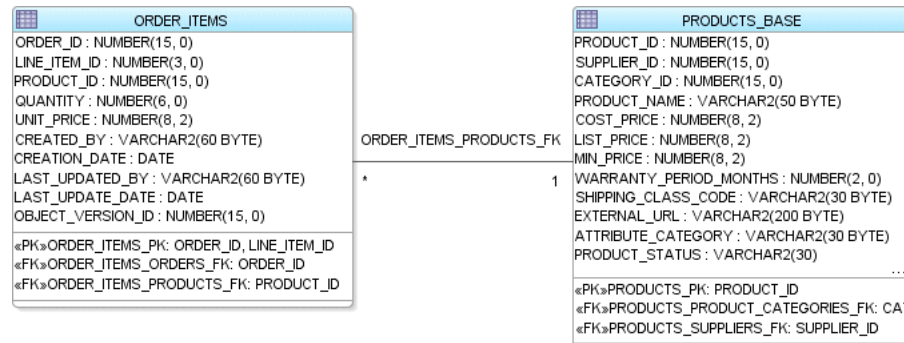 ORDER_ITEMS
ORDER_ID : NUMBER(15, 0)
LINE_ITEM_ID : NUMBER(3, 0)
PRODUCT_ID : NUMBER(15, 0)
QUANTITY : NUMBER(6, 0)
UNIT_PRICE : NUMBER(8, 2)
CREATED_BY : VARCHAR2(60 BYTE)
CREATION_DATE : DATE
LAST_UPDATED_BY : VARCHAR2(60 BYTE)
LAST_UPDATE_DATE : DATE
OBJECT_VERSION_ID : NUMBER(15, 0)
«PK»ORDER_ITEMS_PK: ORDER_ID, LINE_ITEM_ID
«FK»ORDER_ITEMS_ORDERS_FK: ORDER_ID
«FK»ORDER_ITEMS_PRODUCTS_FK: PRODUCT_ID
ORDER_ITEMS_PRODUCTS_FK
* 1
PRODUCTS_BASE
PRODUCT_ID : NUMBER(15, 0)
SUPPLIER_ID : NUMBER(15, 0)
CATEGORY_ID : NUMBER(15, 0)
PRODUCT_NAME : VARCHAR2(50 BYTE)
COST_PRICE : NUMBER(8, 2)
LIST_PRICE : NUMBER(8, 2)
MIN_PRICE : NUMBER(8, 2)
WARRANTY_PERIOD_MONTHS : NUMBER(2, 0)
SHIPPING_CLASS_CODE : VARCHAR2(30 BYTE)
EXTERNAL_URL : VARCHAR2(200 BYTE)
ATTRIBUTE_CATEGORY : VARCHAR2(30 BYTE)
PRODUCT_STATUS : VARCHAR2(30)
...
«PK»PRODUCTS_PK: PRODUCT_ID
«FK»PRODUCTS_PRODUCT_CATEGORIES_FK: CA
«FK»PRODUCTS_SUPPLIERS_FK: SUPPLIER_ID